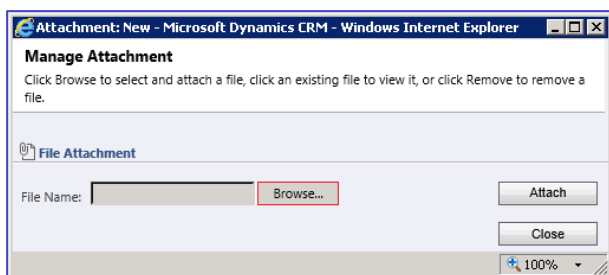 Attachment: New - Microsoft Dynamics CRM - Windows Internet Explorer
Manage Attachment
Click Browse to select and attach a file, click an existing file to view it, or click Remove to remove a
file.
File Attachment
File Name:
Browse...
Attach
Close
100%